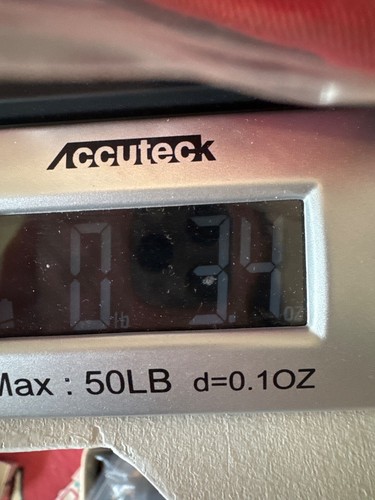 Accuteck
0 lb 3.4 oz
Max : 50LB d=0.1OZ